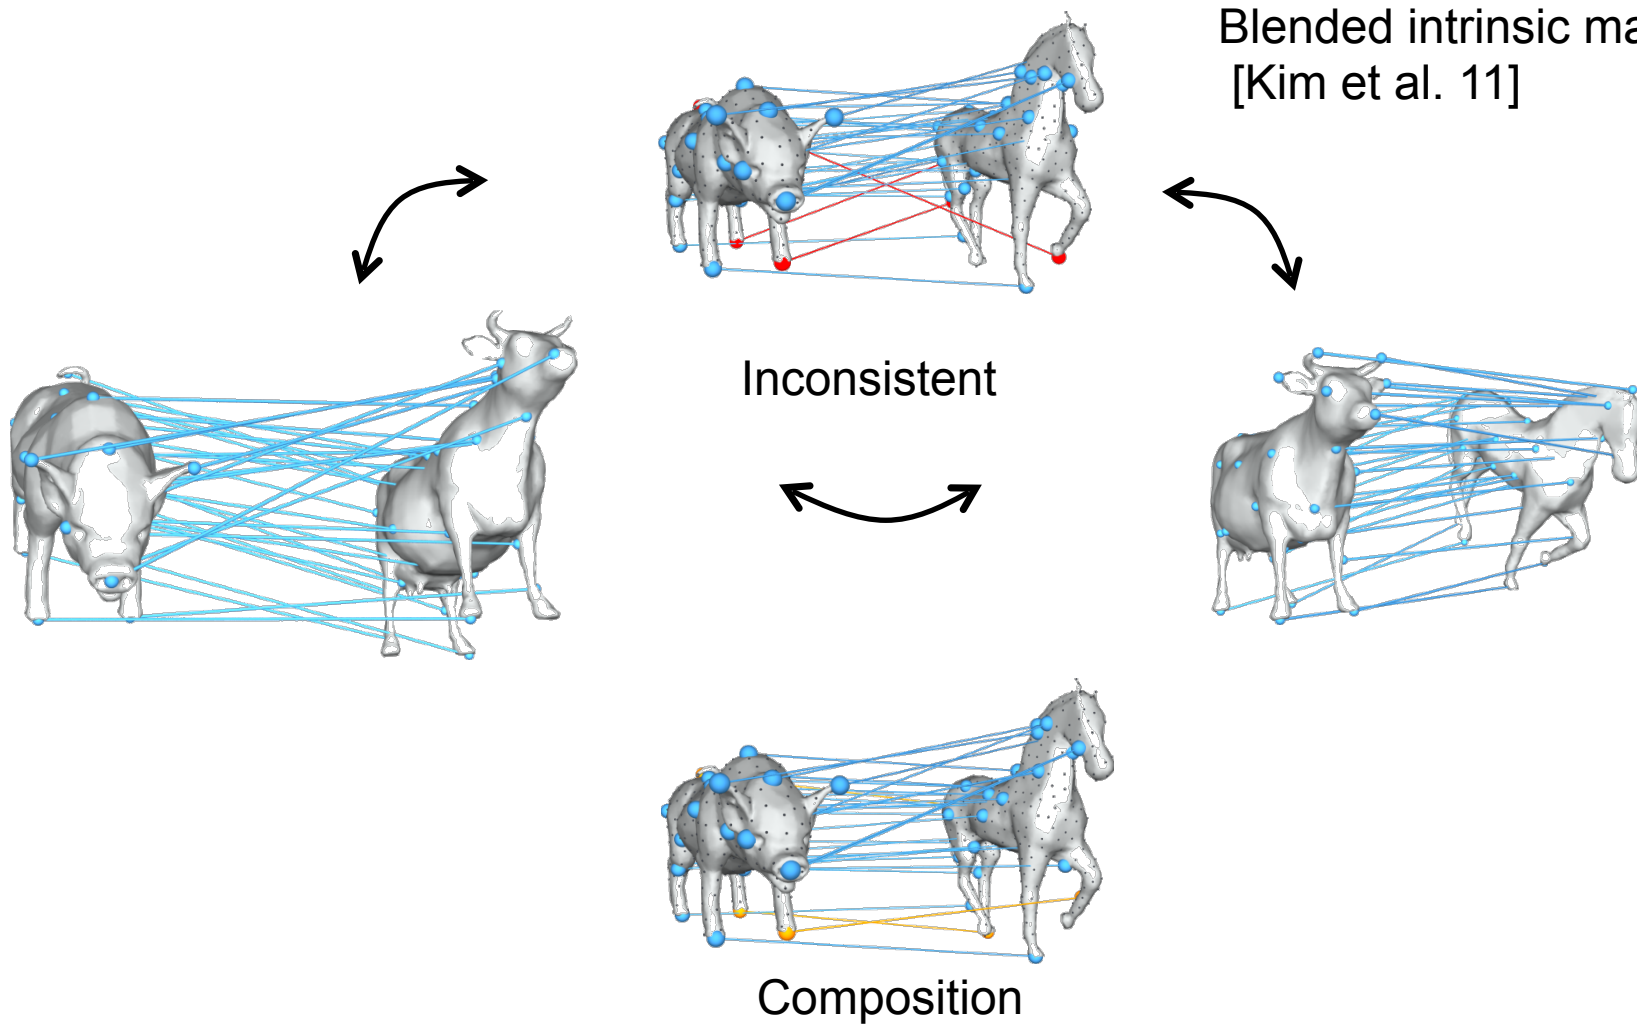 Blended intrinsic ma
[Kim et al. 11]
Inconsistent
Composition